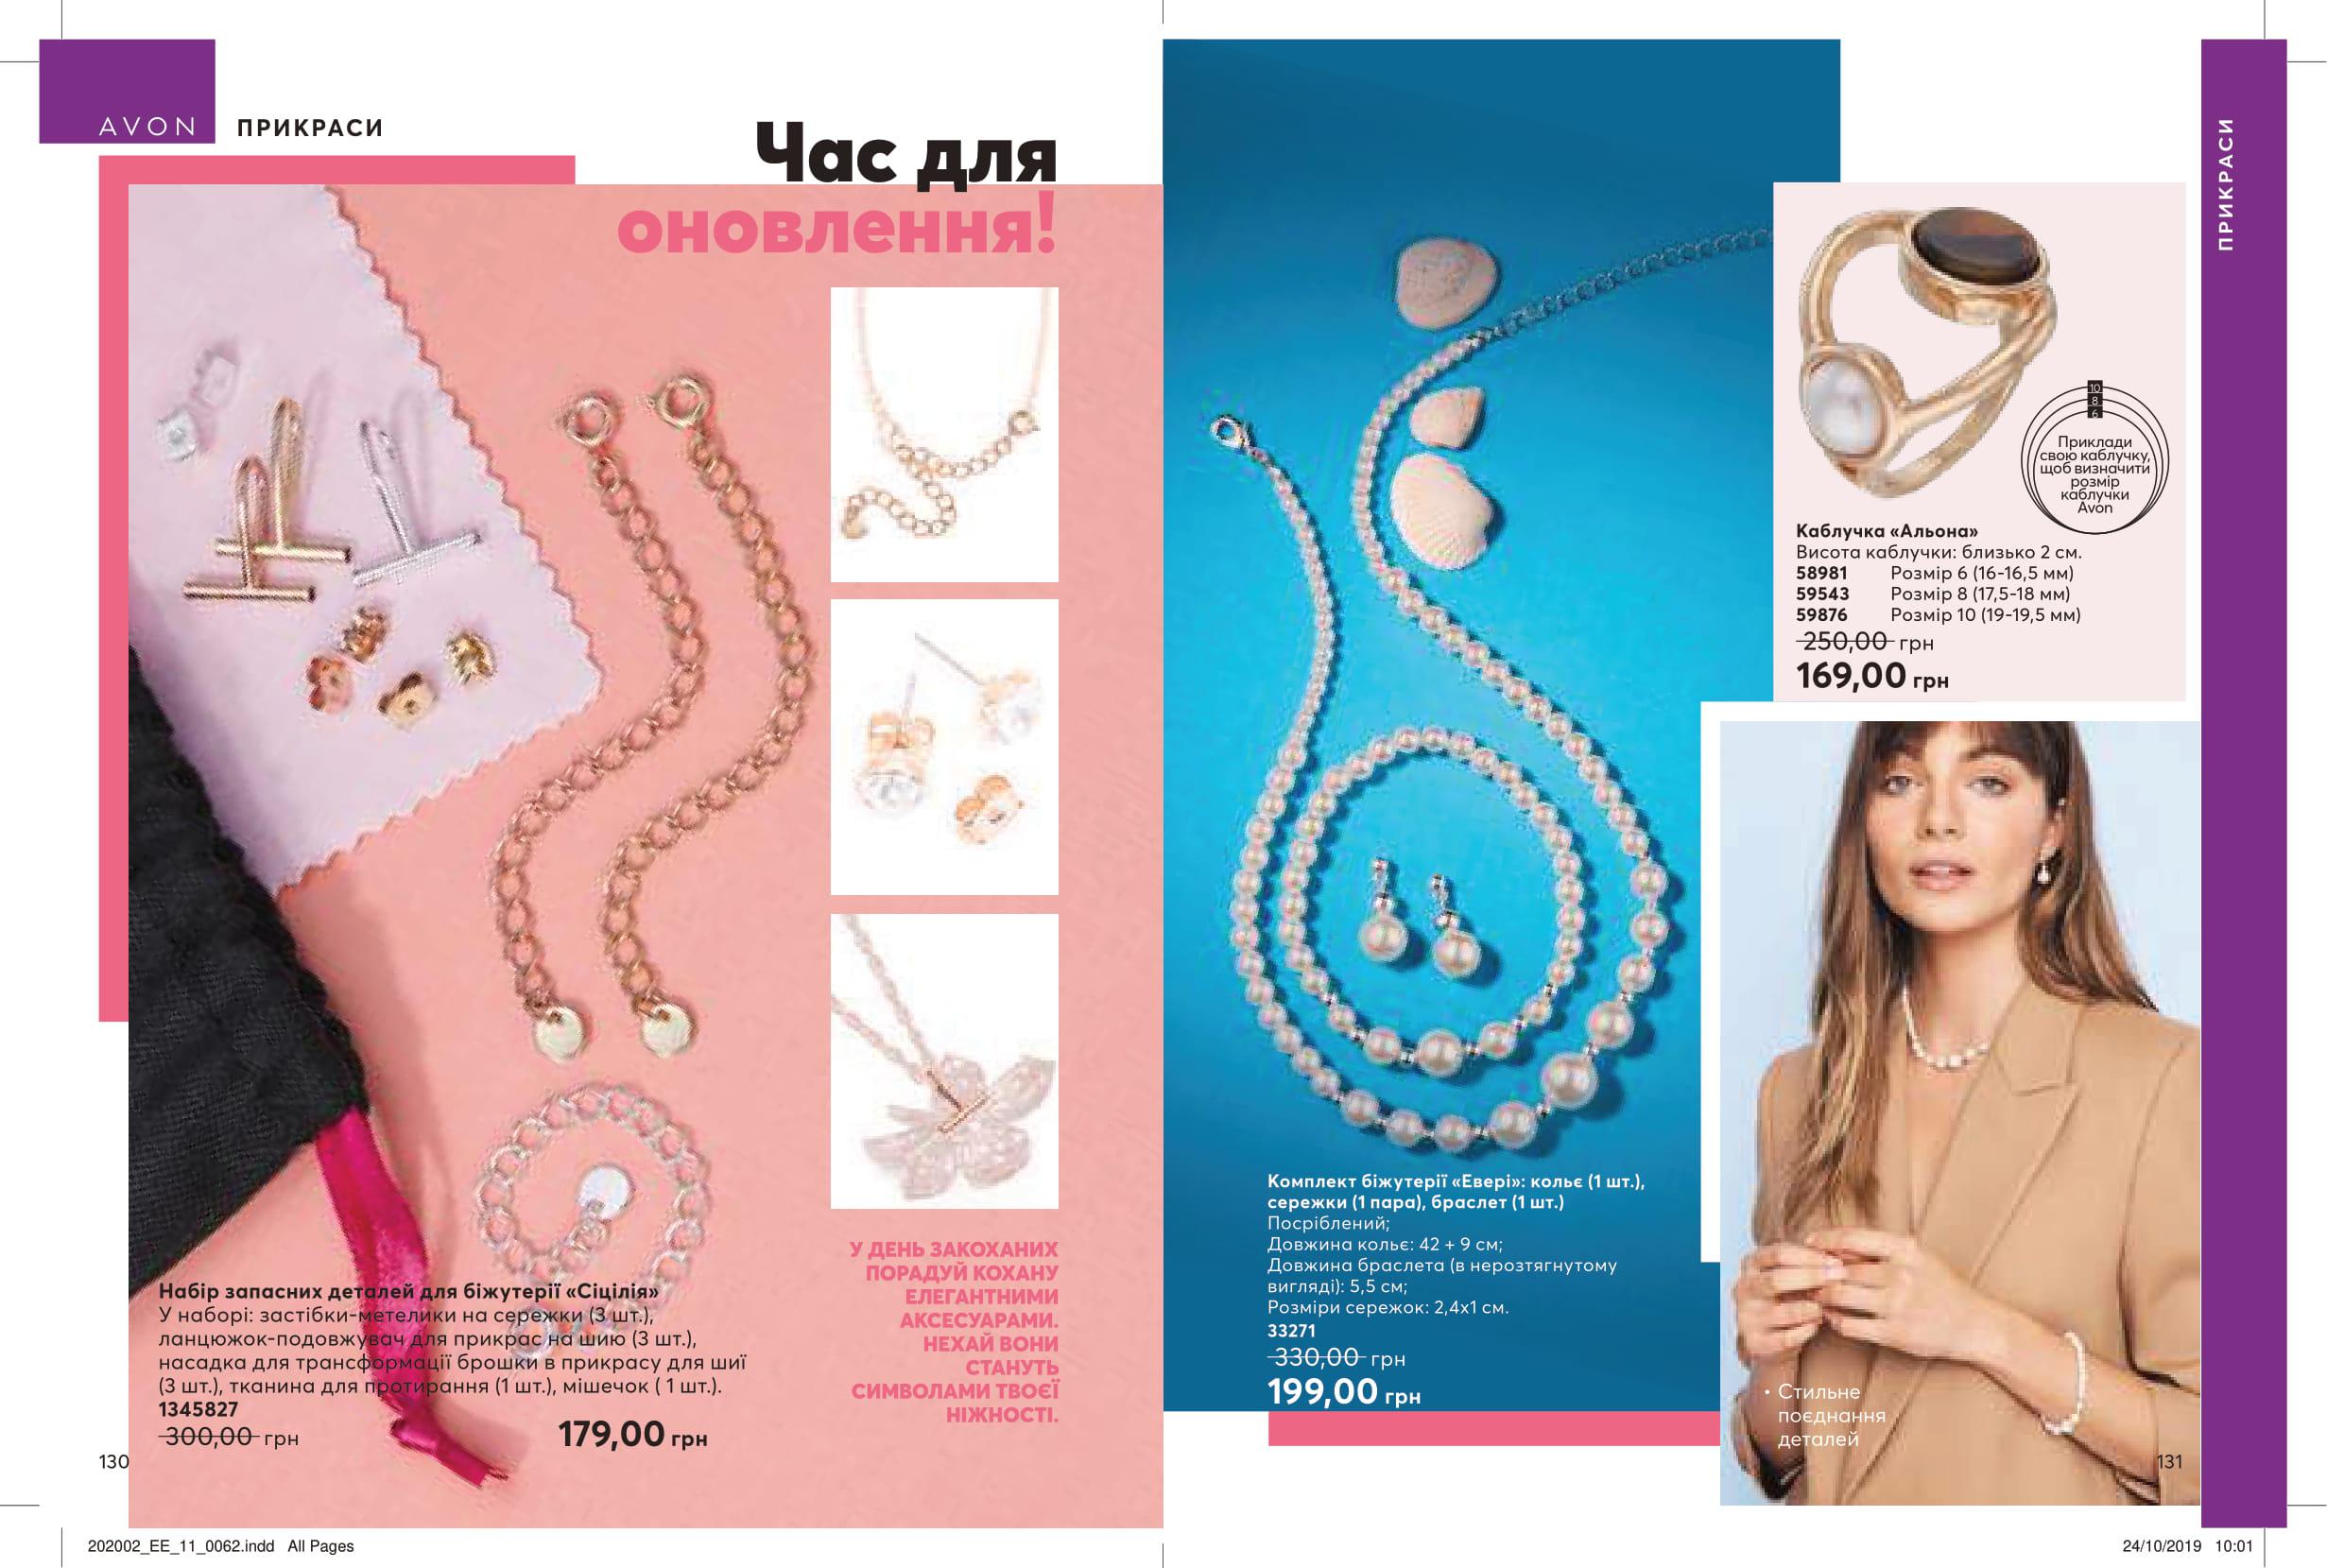 AVON
ПРИКРАСИ
Час для
оновлення!
У ДЕНЬ ЗАКОХАНИХ
ПОРАДУЙ КОХАНУ
ЕЛЕГАНТНИМИ
АКСЕСУАРАМИ.
НЕХАЙ ВОНИ
СТАНУТЬ
СИМВОЛАМИ ТВОЄЇ
НІЖНОСТІ.
Набір запасних деталей для біжутерії «Сіцілія»
У наборі: застібки-метелики на сережки (3 шт.),
ланцюжок-подовжувач для прикрас на шию (3 шт.),
насадка для трансформації брошки в прикрасу для шиї
(3 шт.), тканина для протирання (1 шт.), мішечок ( 1 шт.).
1345827
300,00 грн
179,00 грн
130
ПРИКРАСИ
10
8
6
Приклади
свою каблучку,
щоб визначити
розмір
каблучки
Avon
Каблучка «Альона»
Висота каблучки: близько 2 см.
58981 Розмір 6 (16-16,5 мм)
59543 Розмір 8 (17,5-18 мм)
59876 Розмір 10 (19-19,5 мм)
250,00 грн
169,00 грн
Комплект біжутерії «Евері»: кольє (1 шт.),
сережки (1 пара), браслет (1 шт.)
Посріблений;
Довжина кольє: 42 + 9 см;
Довжина браслета (в нерозтягнутому
вигляді): 5,5 см;
Розміри сережок: 2,4х1 см.
33271
330,00 грн
199,00 грн
• Стильне
поєднання
деталей
131
202002_EE_11_0062.indd   All Pages
24/10/2019   10:01